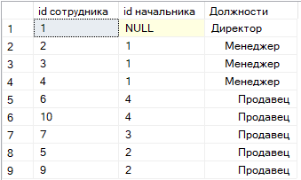 id сотрудника id начальника Должности
1 1 NULL Директор
2 2 1 Менеджер
3 3 1 Менеджер
4 4 1 Менеджер
5 6 4 Продавец
6 10 4 Продавец
7 7 3 Продавец
8 5 2 Продавец
9 9 2 Продавец